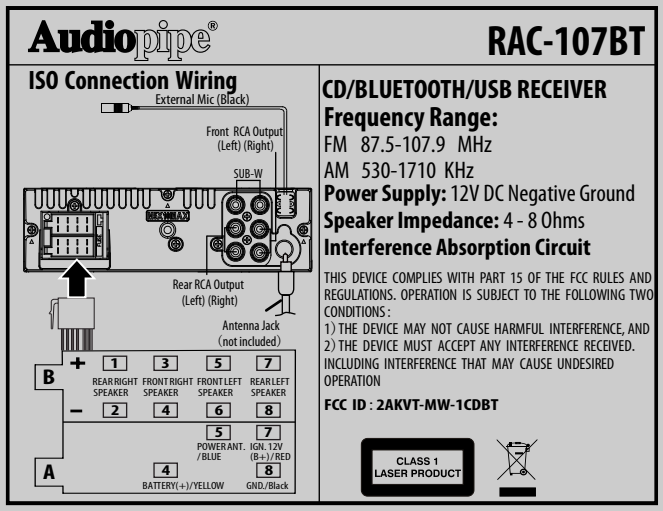 Audiopipe®
RAC-107BT
ISO Connection Wiring
External Mic (Black)
Front RCA Output
(Left) (Right)
SUB-W
Rear RCA Output
(Left) (Right)
Antenna Jack
(not included)
B
+ 1 3 5 7
REAR RIGHT FRONT RIGHT FRONT LEFT REAR LEFT
SPEAKER SPEAKER SPEAKER SPEAKER
– 2 4 6 8
A
5 7
POWER ANT. IGN. 12V
/BLUE (B+)/RED
4 8
BATTERY(+)/YELLOW GND./Black
CD/BLUETOOTH/USB RECEIVER
Frequency Range:
FM 87.5-107.9 MHz
AM 530-1710 KHz
Power Supply: 12V DC Negative Ground
Speaker Impedance: 4 - 8 Ohms
Interference Absorption Circuit
THIS DEVICE COMPLIES WITH PART 15 OF THE FCC RULES AND
REGULATIONS. OPERATION IS SUBJECT TO THE FOLLOWING TWO
CONDITIONS:
1) THE DEVICE MAY NOT CAUSE HARMFUL INTERFERENCE, AND
2) THE DEVICE MUST ACCEPT ANY INTERFERENCE RECEIVED.
INCLUDING INTERFERENCE THAT MAY CAUSE UNDESIRED
OPERATION
FCC ID : 2AKVT-MW-1CDBT
CLASS 1
LASER PRODUCT